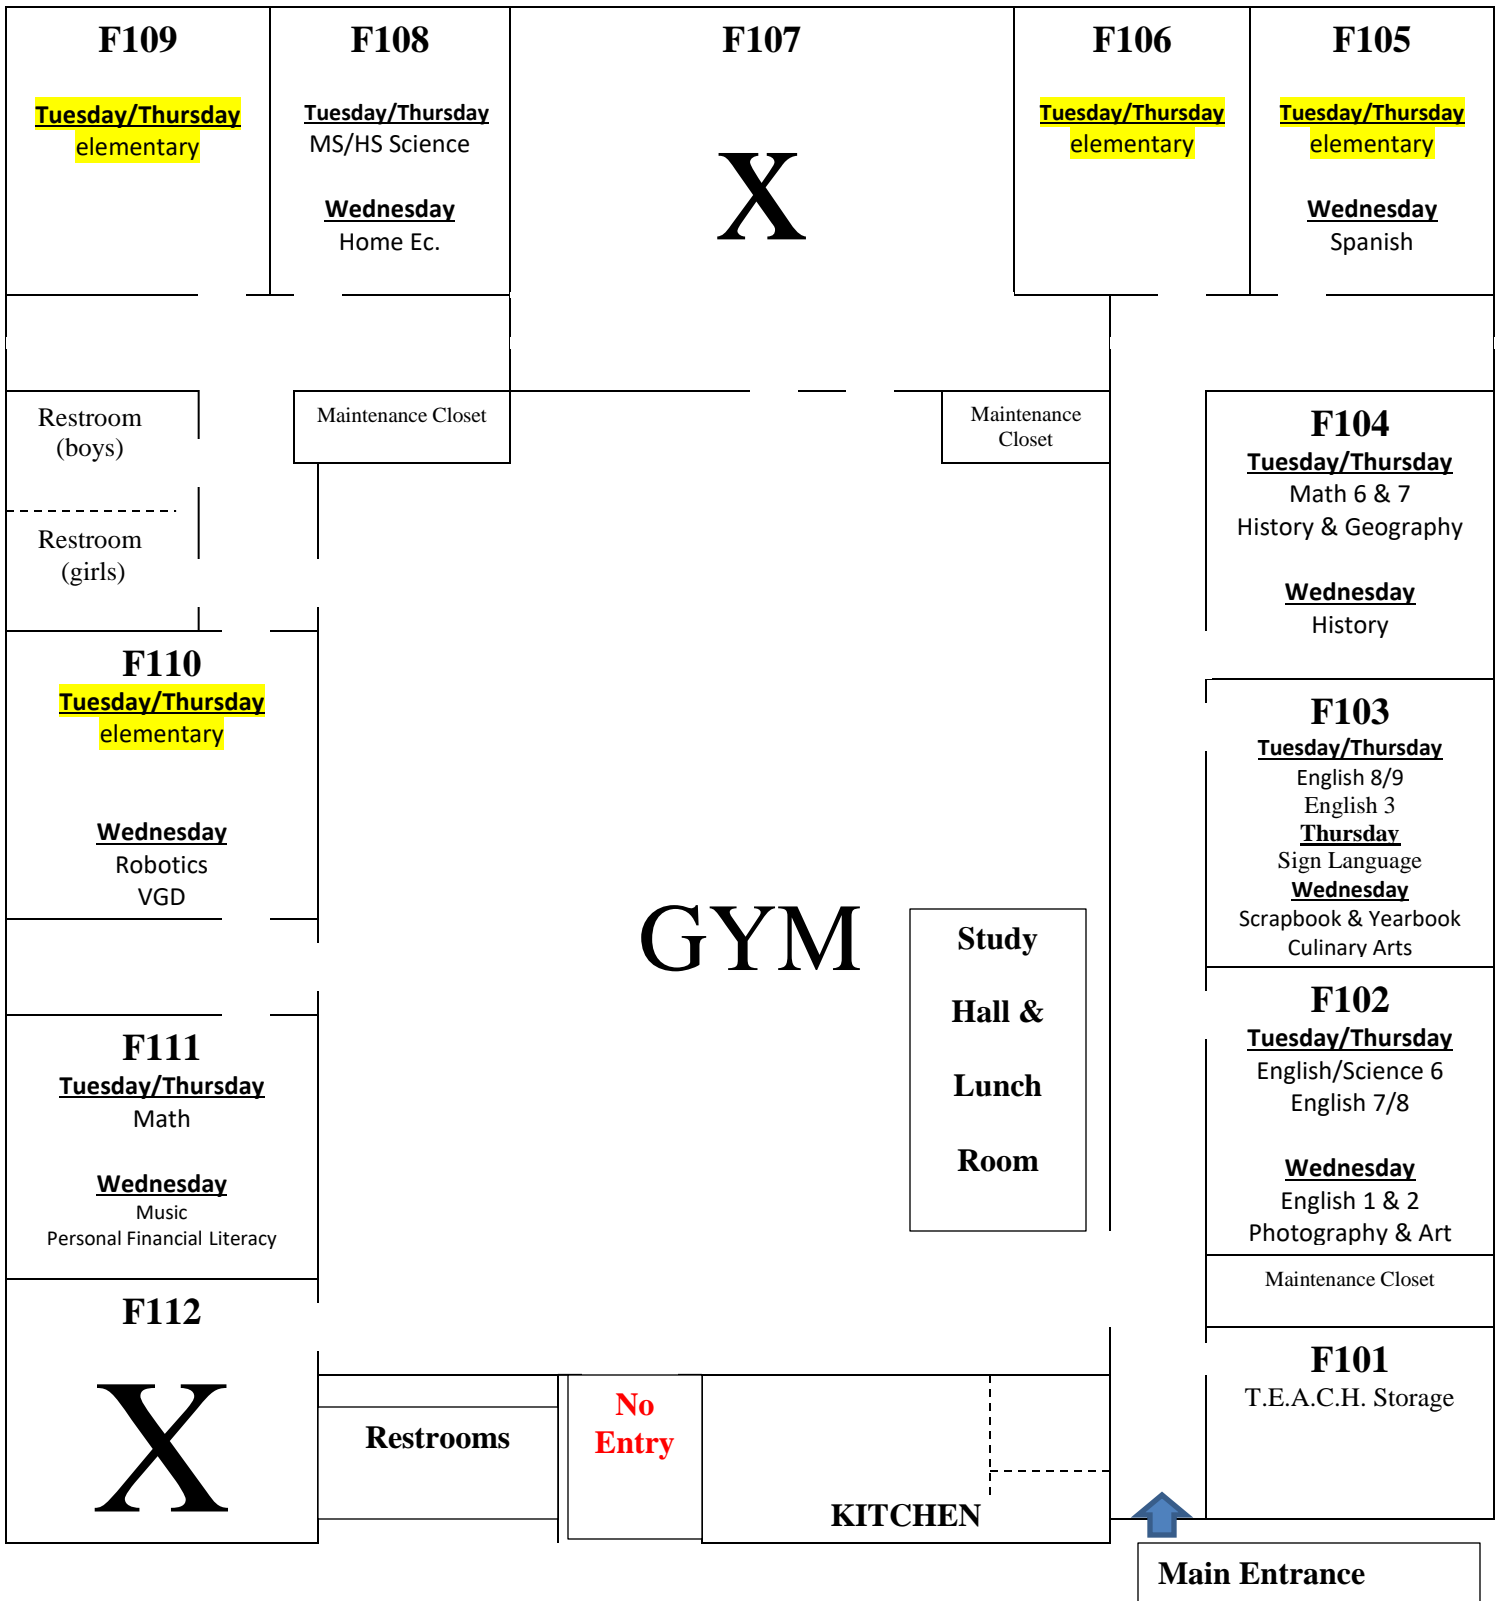 F109
Tuesday/Thursday
elementary
F108
Tuesday/Thursday
MS/HS Science
Wednesday
Home Ec.
F107
X
F106
Tuesday/Thursday
elementary
F105
Tuesday/Thursday
elementary
Wednesday
Spanish
Restroom
(boys)
Maintenance Closet
Maintenance
Closet
F104
Tuesday/Thursday
Math 6 & 7
History & Geography
Wednesday
History
Restroom
(girls)
F110
Tuesday/Thursday
elementary
Wednesday
Robotics
VGD
F103
Tuesday/Thursday
English 8/9
English 3
Thursday
Sign Language
Wednesday
Scrapbook & Yearbook
Culinary Arts
GYM
Study
Hall &
Lunch
Room
F102
Tuesday/Thursday
English/Science 6
English 7/8
Wednesday
English 1 & 2
Photography & Art
F111
Tuesday/Thursday
Math
Wednesday
Music
Personal Financial Literacy
Maintenance Closet
F112
X
F101
T.E.A.C.H. Storage
Restrooms
No
Entry
KITCHEN
Main Entrance